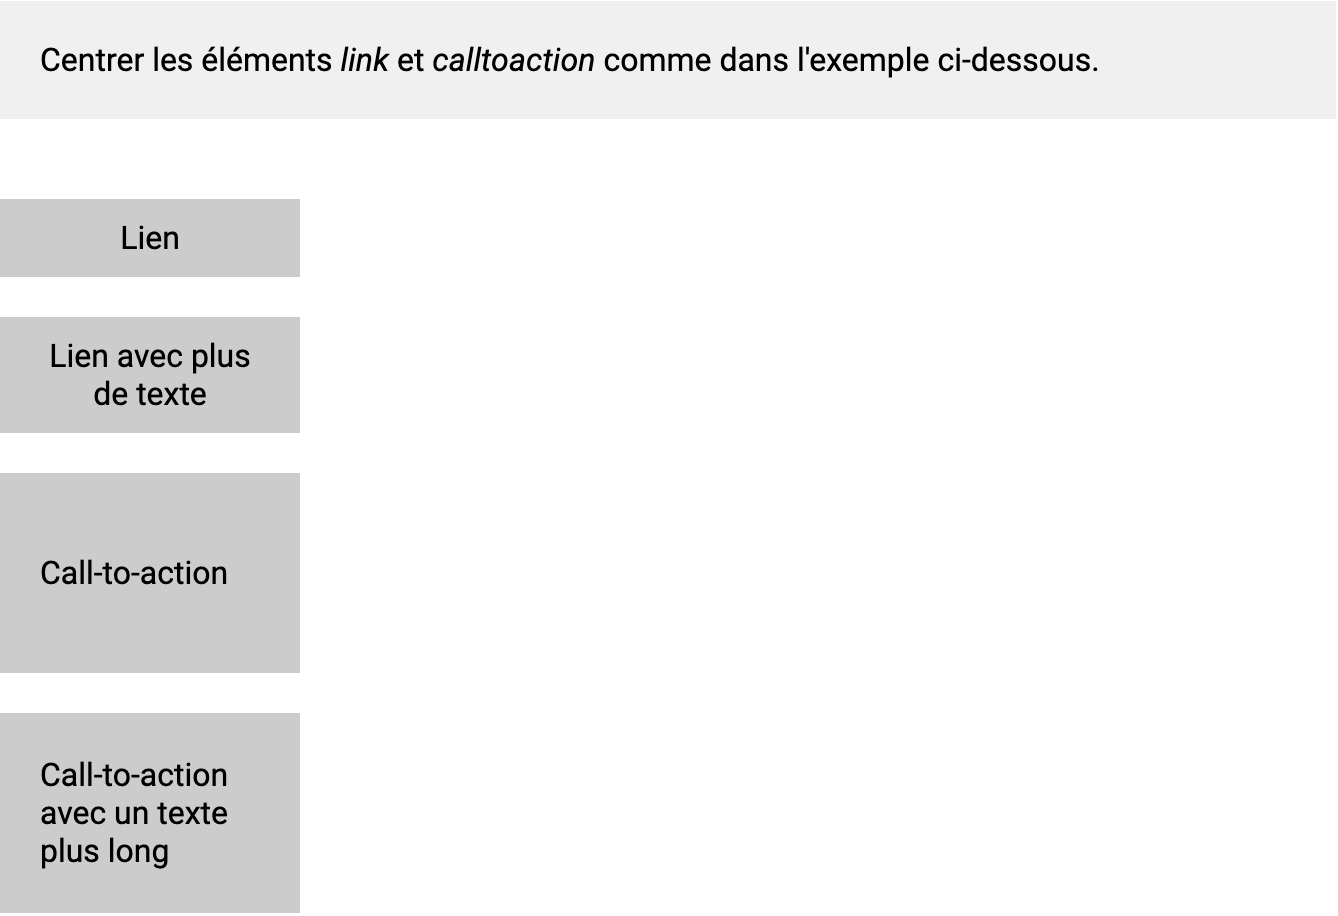 Centrer les éléments link et calltoaction comme dans l'exemple ci-dessous.
Lien
Lien avec plus
de texte
Call-to-action
Call-to-action
avec un texte
plus long